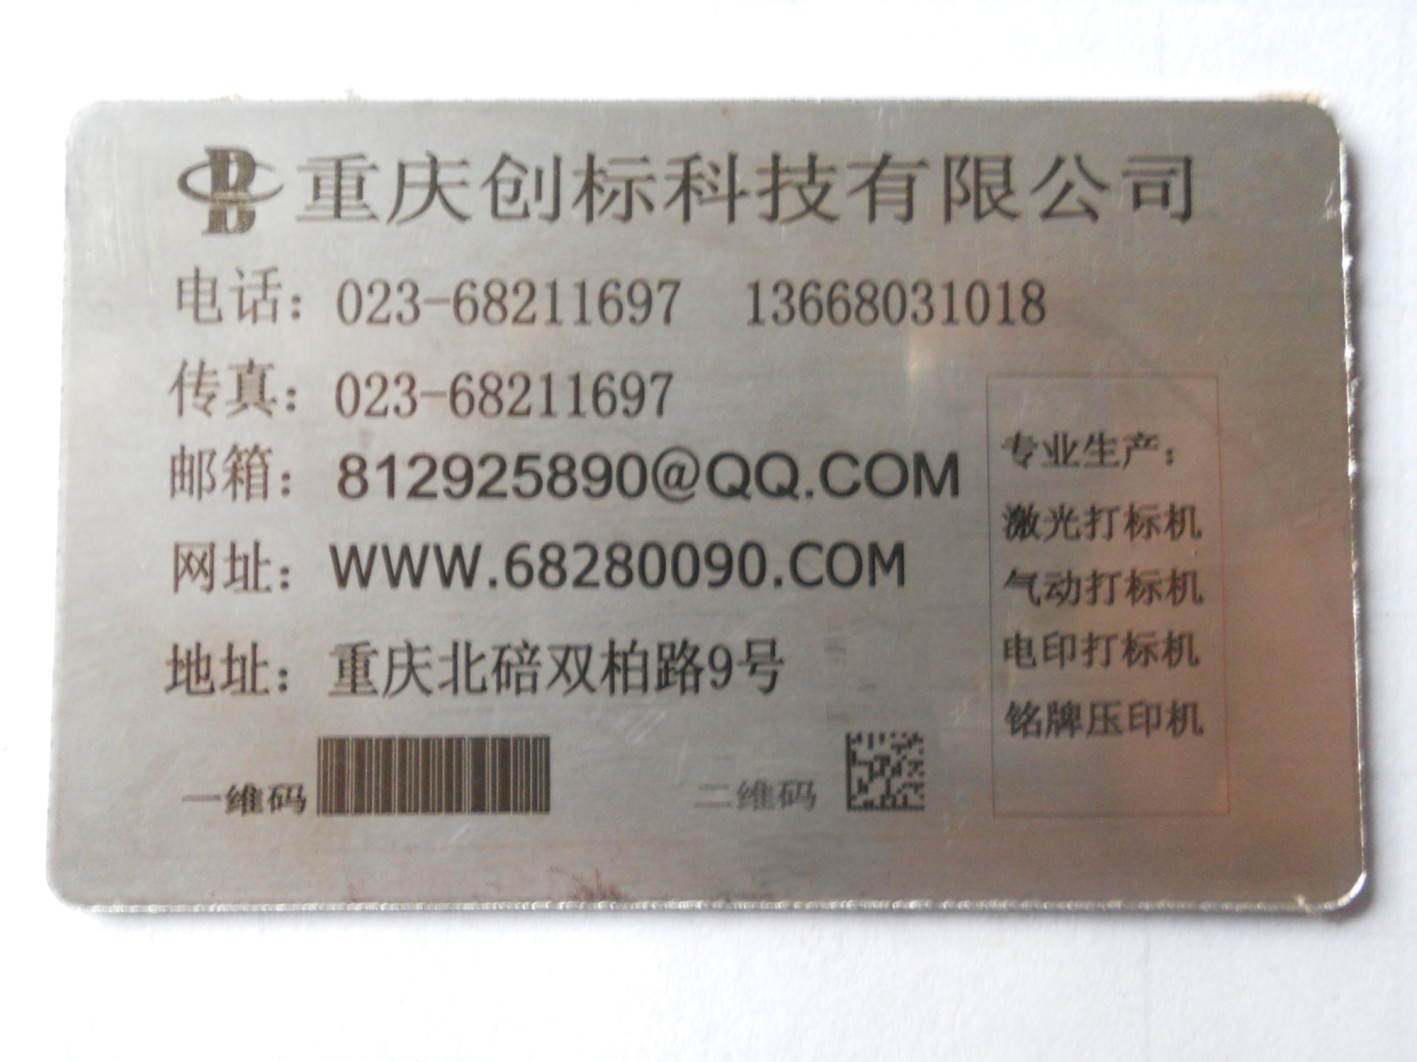 重庆创标科技有限公司
电话：023-68211697 13668031018
传真：023-68211697
邮箱：812925890@QQ.COM
网址：WWW.68280090.COM
地址：重庆北碚双柏路9号
一维码
二维码
专业生产：
激光打标机
气动打标机
电印打标机
铭牌压印机